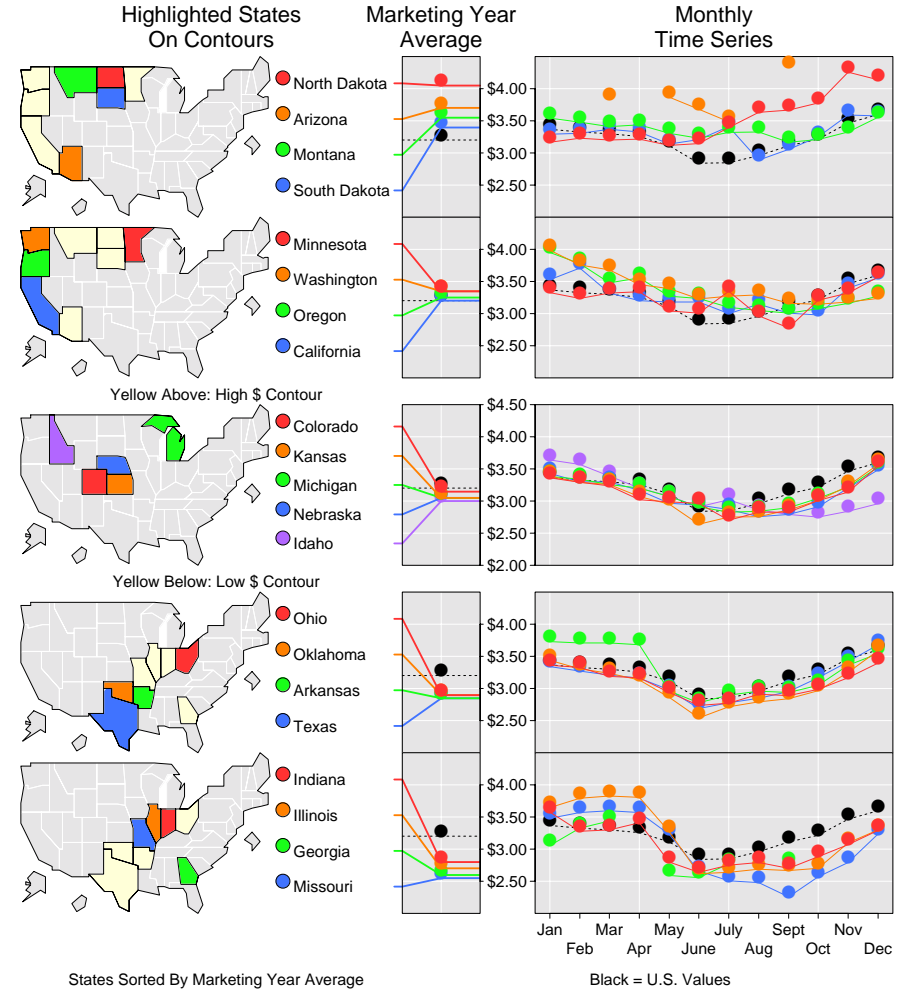 Highlighted States
On Contours
Marketing Year
Average
Monthly
Time Series
North Dakota
Arizona
Montana
South Dakota
$4.00
$3.50
$3.00
$2.50
Minnesota
Washington
Oregon
California
$4.00
$3.50
$3.00
$2.50
Yellow Above: High $ Contour
Colorado
Kansas
Michigan
Nebraska
Idaho
$4.50
$4.00
$3.50
$3.00
$2.50
$2.00
Yellow Below: Low $ Contour
Ohio
Oklahoma
Arkansas
Texas
$4.00
$3.50
$3.00
$2.50
Indiana
Illinois
Georgia
Missouri
$4.00
$3.50
$3.00
$2.50
Jan Mar May July Sept Nov
Feb Apr June Aug Oct Dec
States Sorted By Marketing Year Average
Black = U.S. Values